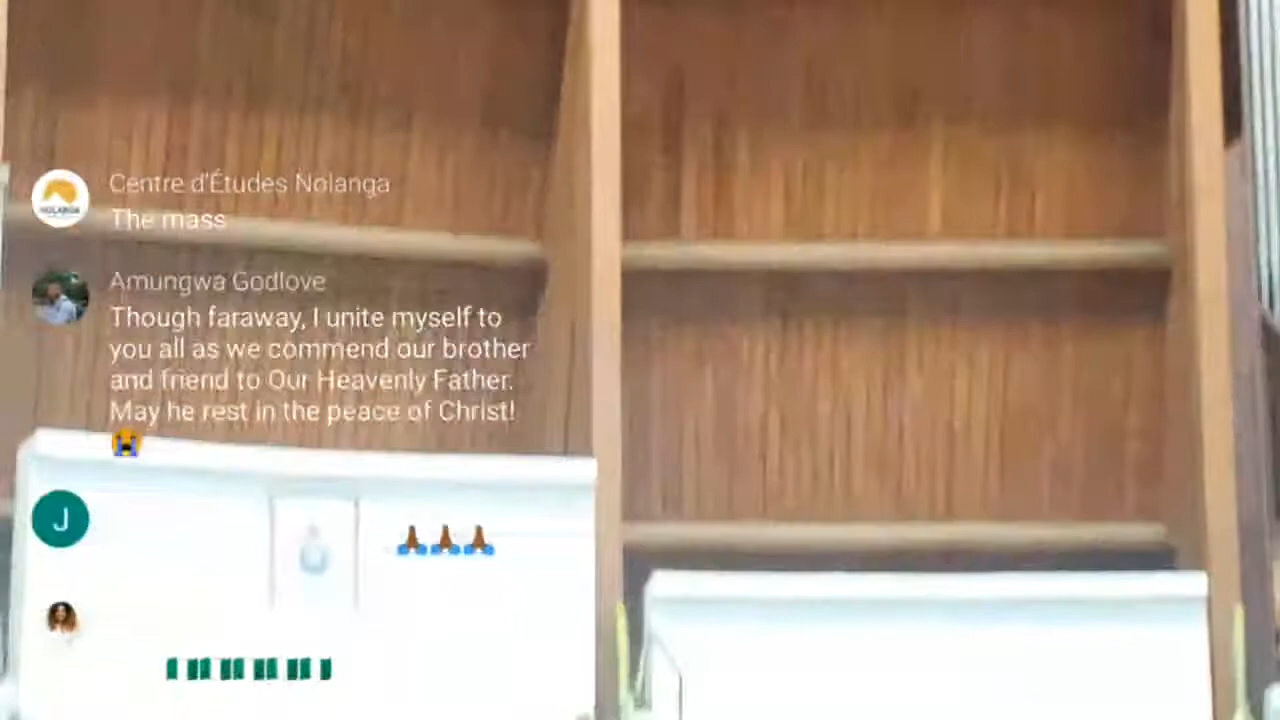 Centre d'Études Nolanga
The mass
Amungwa Godlove
Though faraway, I unite myself to
you all as we commend our brother
and friend to Our Heavenly Father.
May he rest in the peace of Christ!
😭
J
🙏🏾🙏🏾🙏🏾